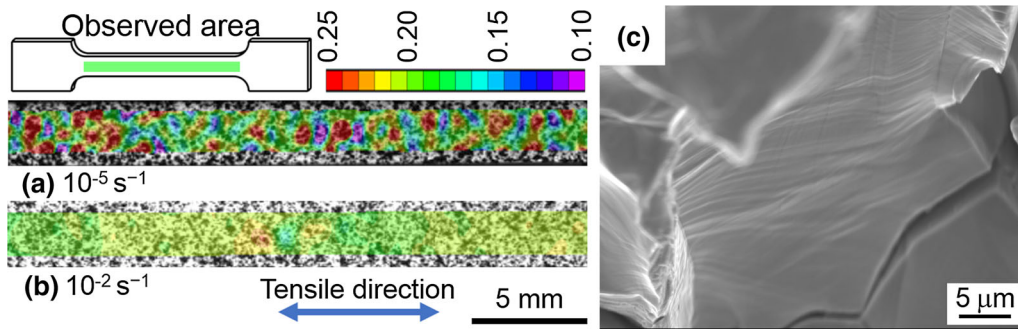 Observed area
0.25
0.20
0.15
0.10
(a) 10⁻⁵ s⁻¹
(b) 10⁻² s⁻¹
Tensile direction
5 mm
(c)
5 μm